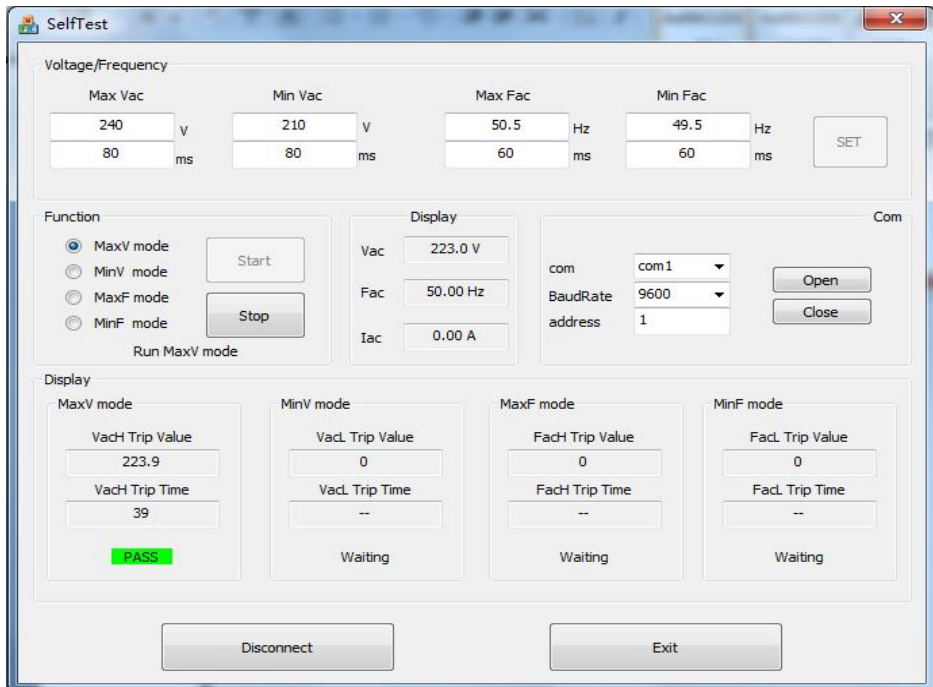 SelfTest
Voltage/Frequency
Max Vac Min Vac Max Fac Min Fac
240 V 210 V 50.5 Hz 49.5 Hz
80 ms 80 ms 60 ms 60 ms
SET
Function
MaxV mode
MinV mode
MaxF mode
MinF mode
Start
Stop
Run MaxV mode
Display
Vac 223.0 V
Fac 50.00 Hz
Iac 0.00 A
Com
com com1
BaudRate 9600
address 1
Open
Close
Display
MaxV mode
VacH Trip Value
223.9
VacH Trip Time
39
PASS
MinV mode
VacL Trip Value
0
VacL Trip Time
--
Waiting
MaxF mode
FacH Trip Value
0
FacH Trip Time
--
Waiting
MinF mode
FacL Trip Value
0
FacL Trip Time
--
Waiting
Disconnect
Exit